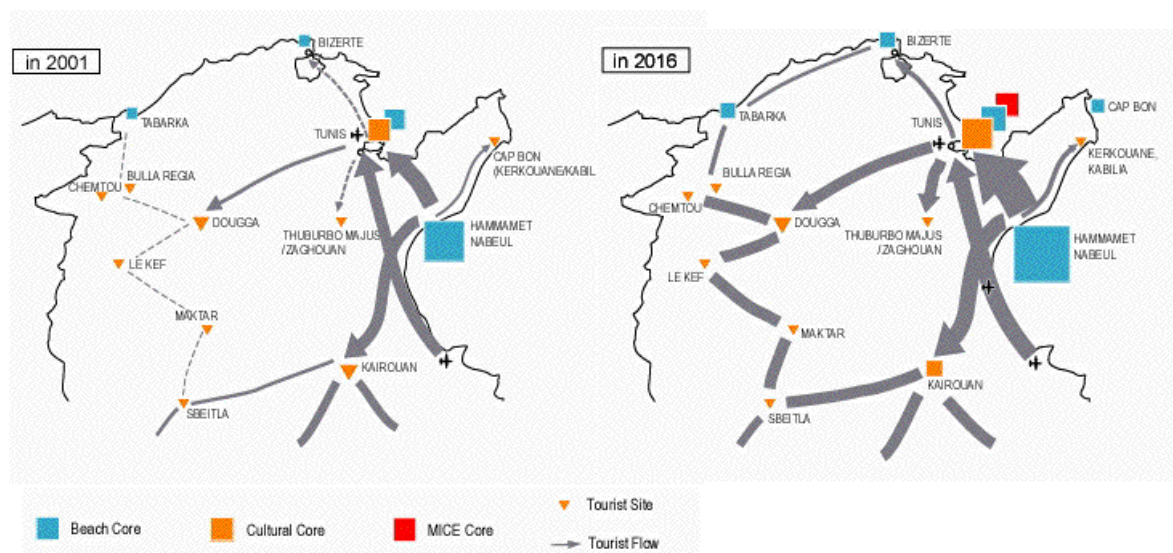 in 2001
BIZERTE
TABARKA
TUNIS
CAP BON
(KERKOUANE/KABIL
BULLA REGIA
CHEMTOU
DOUGGA
THUBURBO MAJUS
/ZAGHOUAN
HAMMAMET
NABEUL
LE KEF
MAKTAR
KAIROUAN
SBEITLA
in 2016
BIZERTE
TABARKA
TUNIS
CAP BON
KERKOUANE,
KABILIA
BULLA REGIA
CHEMTOU
DOUGGA
THUBURBO MAJUS
/ZAGHOUAN
HAMMAMET
NABEUL
LE KEF
MAKTAR
KAIROUAN
SBEITLA
Beach Core
Cultural Core
MICE Core
Tourist Site
Tourist Flow